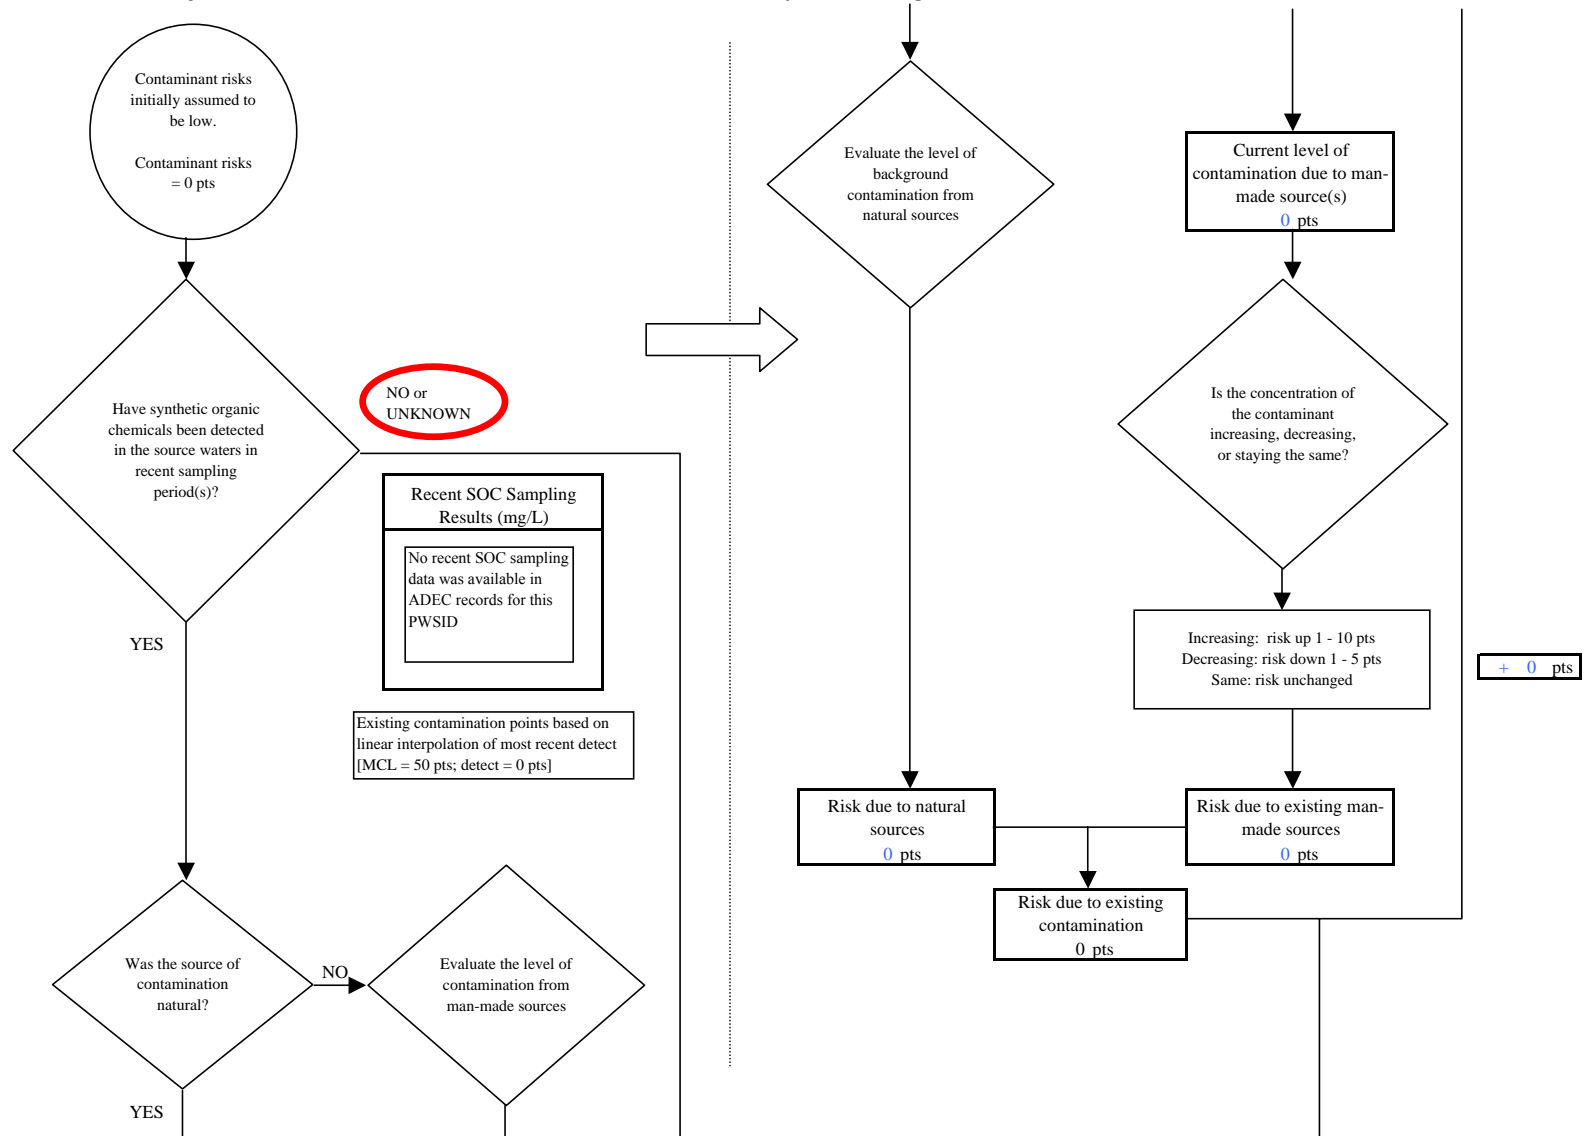 Contaminant risks
initially assumed to
be low.
Contaminant risks
= 0 pts
Have synthetic organic
chemicals been detected
in the source waters in
recent sampling
period(s)?
NO or
UNKNOWN
Recent SOC Sampling
Results (mg/L)
No recent SOC sampling
data was available in
ADEC records for this
PWSID
YES
Existing contamination points based on
linear interpolation of most recent detect
[MCL = 50 pts; detect = 0 pts]
Was the source of
contamination
natural?
NO
Evaluate the level of
contamination from
man-made sources
YES
Evaluate the level of
background
contamination from
natural sources
Current level of
contamination due to man-
made source(s)
0 pts
Is the concentration of
the contaminant
increasing, decreasing,
or staying the same?
Increasing: risk up 1 - 10 pts
Decreasing: risk down 1 - 5 pts
Same: risk unchanged
+ 0 pts
Risk due to natural
sources
0 pts
Risk due to existing man-
made sources
0 pts
Risk due to existing
contamination
0 pts